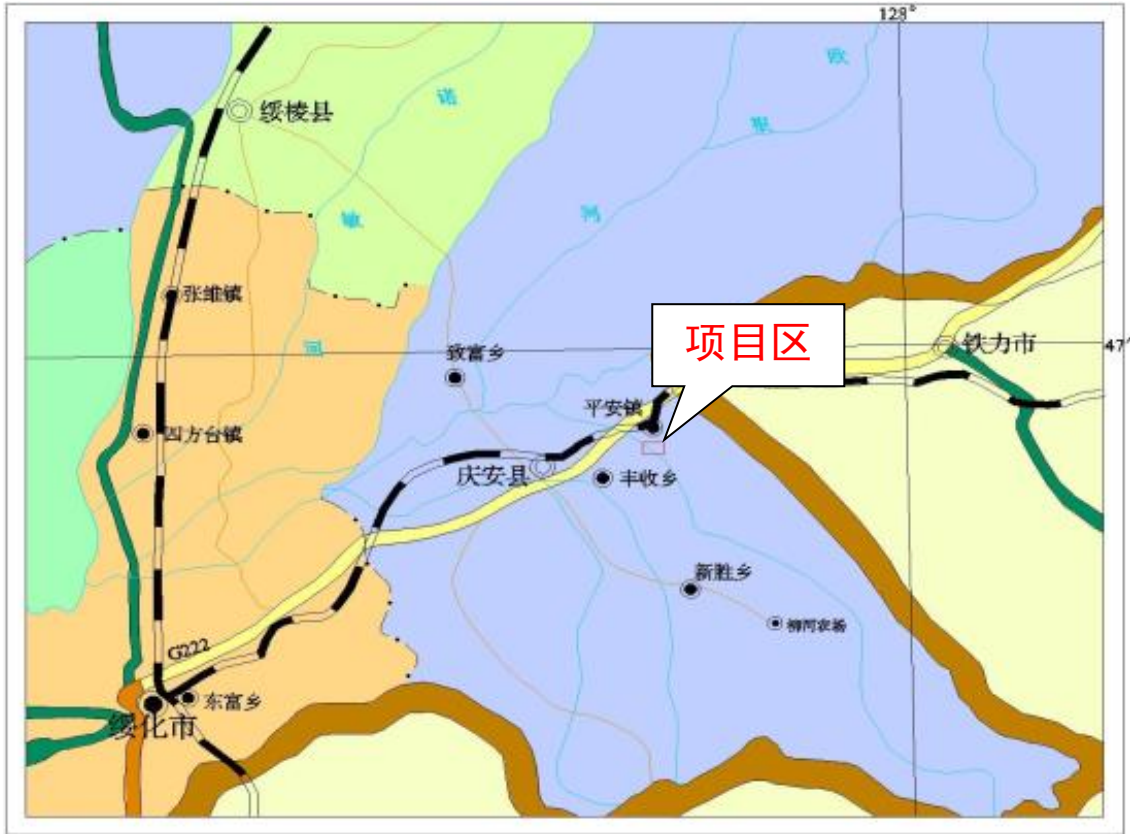 128°
欧
诺
绥棱县
里
敏
河
张维镇
项目区
河
铁力市
47°
致富乡
平安镇
四方台镇
庆安县
丰收乡
新胜乡
柳河农场
G222
东富乡
绥化市